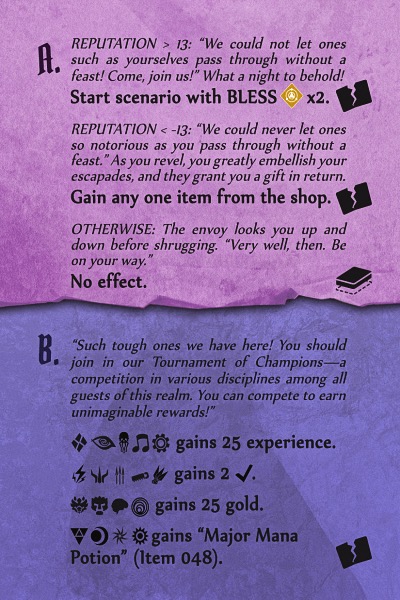 A. REPUTATION > 13: “We could not let ones
such as yourselves pass through without a
feast! Come, join us!” What a night to behold!
Start scenario with BLESS x2.
REPUTATION < -13: “We could never let ones
so notorious as you pass through without a
feast.” As you revel, you greatly embellish your
escapades, and they grant you a gift in return.
Gain any one item from the shop.
OTHERWISE: The envoy looks you up and
down before shrugging. “Very well, then. Be
on your way.”
No effect.
B. “Such tough ones we have here! You should
join in our Tournament of Champions—a
competition in various disciplines among all
guests of this realm. You can compete to earn
unimaginable rewards!”
gains 25 experience.
gains 2 ✓.
gains 25 gold.
gains “Major Mana
Potion” (Item 048).